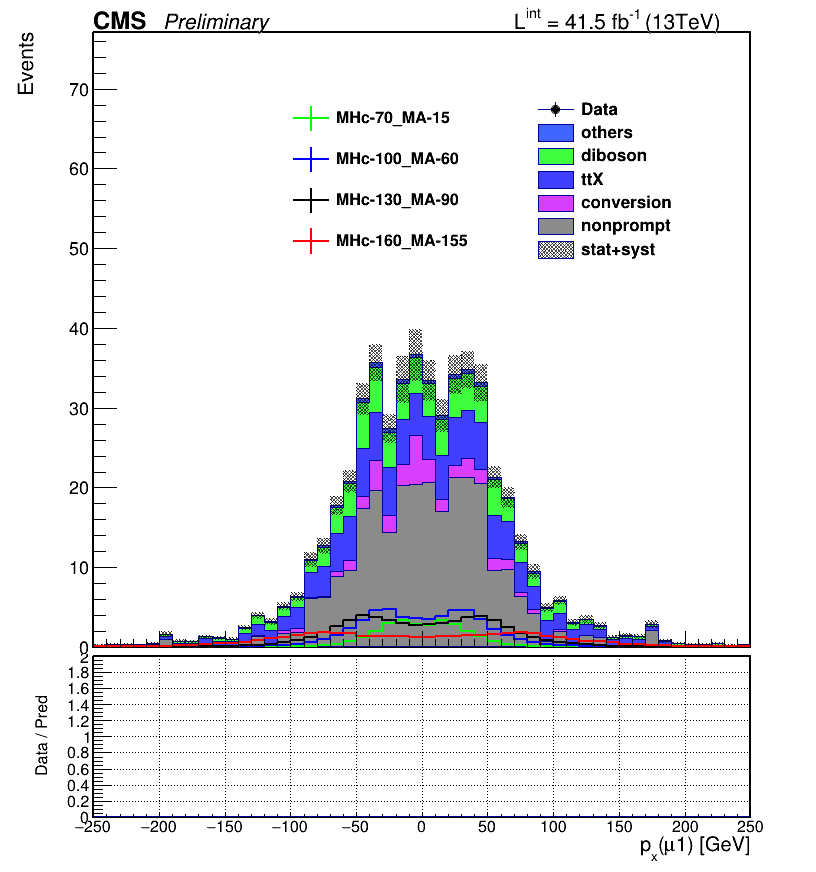 CMS Preliminary L^int = 41.5 fb^-1 (13TeV)
Events
70
60
50
40
30
20
10
0
MHc-70_MA-15
MHc-100_MA-60
MHc-130_MA-90
MHc-160_MA-155
Data
others
diboson
ttX
conversion
nonprompt
stat+syst
Data / Pred
2
1.8
1.6
1.4
1.2
1
0.8
0.6
0.4
0.2
0
−250 −200 −150 −100 −50 0 50 100 150 200 250
p_x(μ1) [GeV]